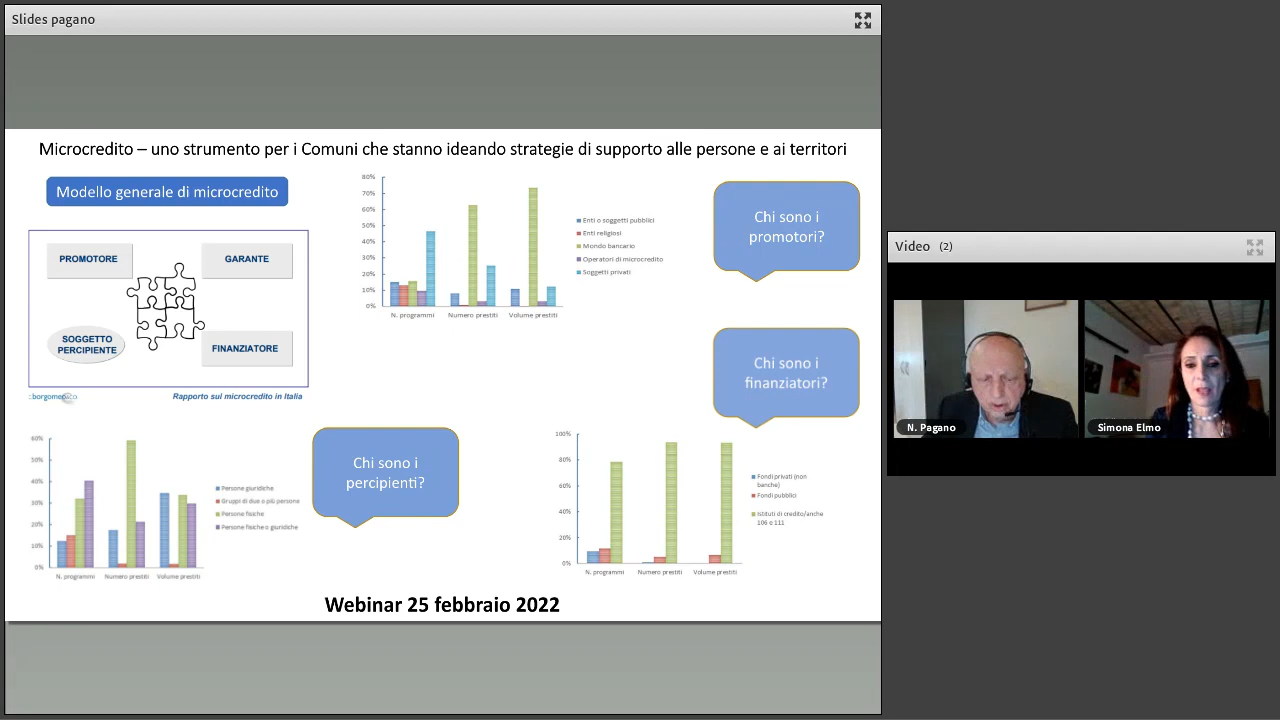 Slides pagano
Microcredito – uno strumento per i Comuni che stanno ideando strategie di supporto alle persone e ai territori
Modello generale di microcredito
PROMOTORE
GARANTE
SOGGETTO
PERCIPIENTE
FINANZIATORE
Rapporto sul microcredito in Italia
80%
70%
60%
50%
40%
30%
20%
10%
0%
N. programmi
Numero prestiti
Volume prestiti
Enti o soggetti pubblici
Enti religiosi
Mondo bancario
Operatori di microcredito
Soggetti privati
Chi sono i
promotori?
Chi sono i
finanziatori?
60%
50%
40%
30%
20%
10%
0%
N. programmi
Numero prestiti
Volume prestiti
Persone giuridiche
Gruppi di due o più persone
Persone fisiche
Persone fisiche o giuridiche
Chi sono i
percipienti?
100%
80%
60%
40%
20%
0%
N. programmi
Numero prestiti
Volume prestiti
Fondi privati (non
banche)
Fondi pubblici
Istituti di credito/anche
106 e 111
Webinar 25 febbraio 2022
Video (2)
N. Pagano
Simona Elmo